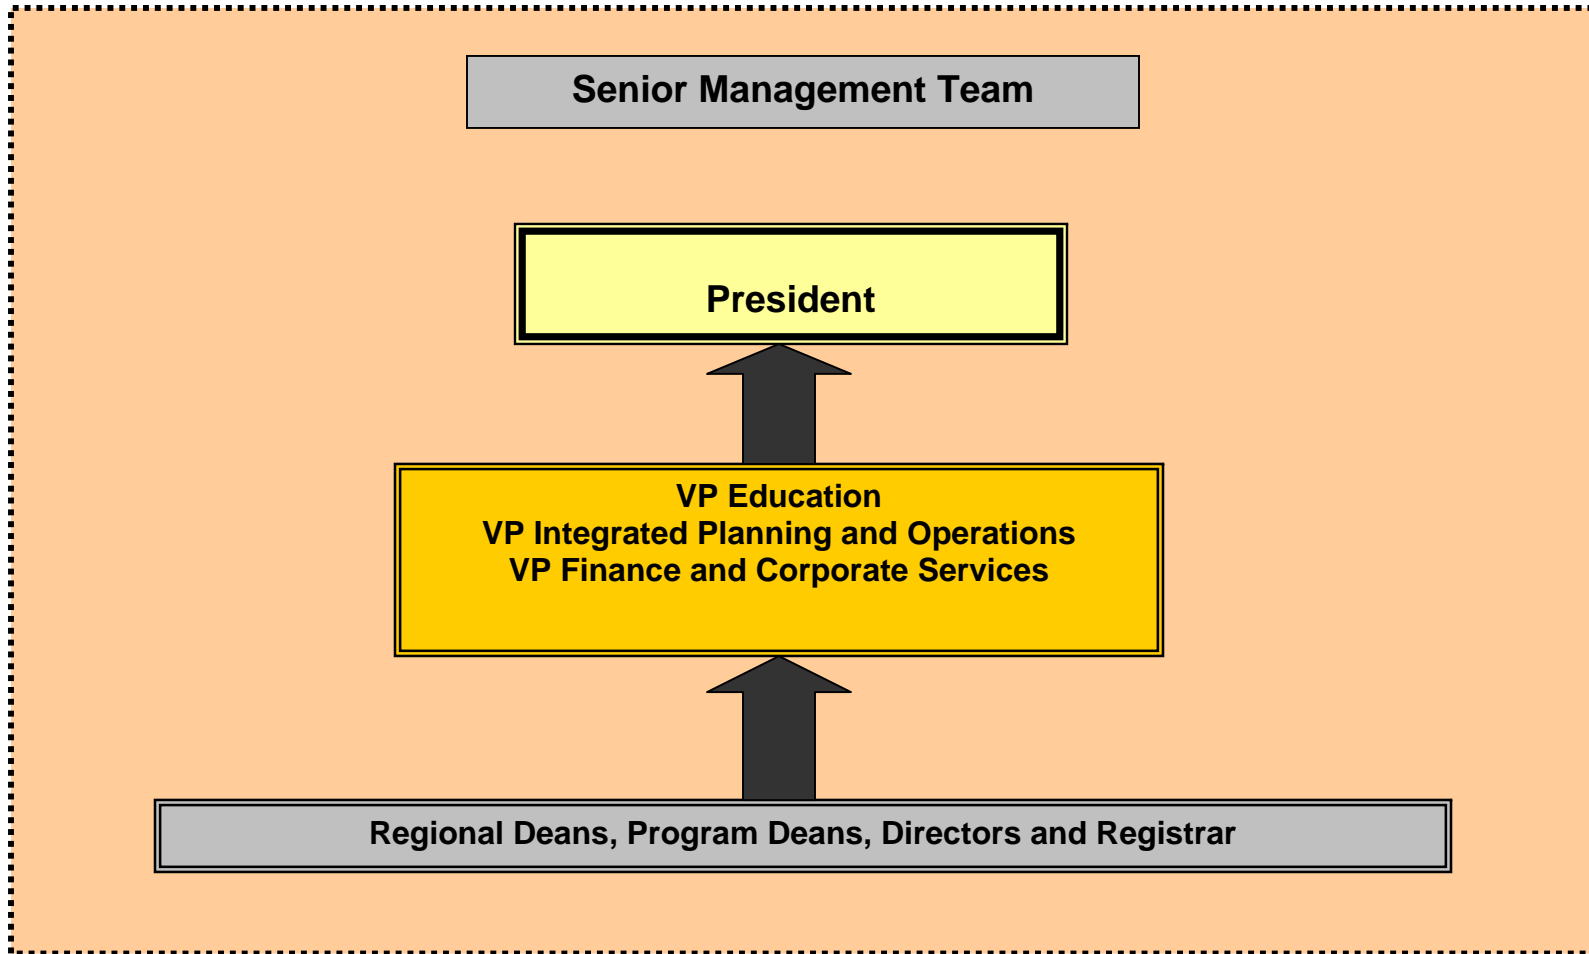 Senior Management Team
President
VP Education
VP Integrated Planning and Operations
VP Finance and Corporate Services
Regional Deans, Program Deans, Directors and Registrar